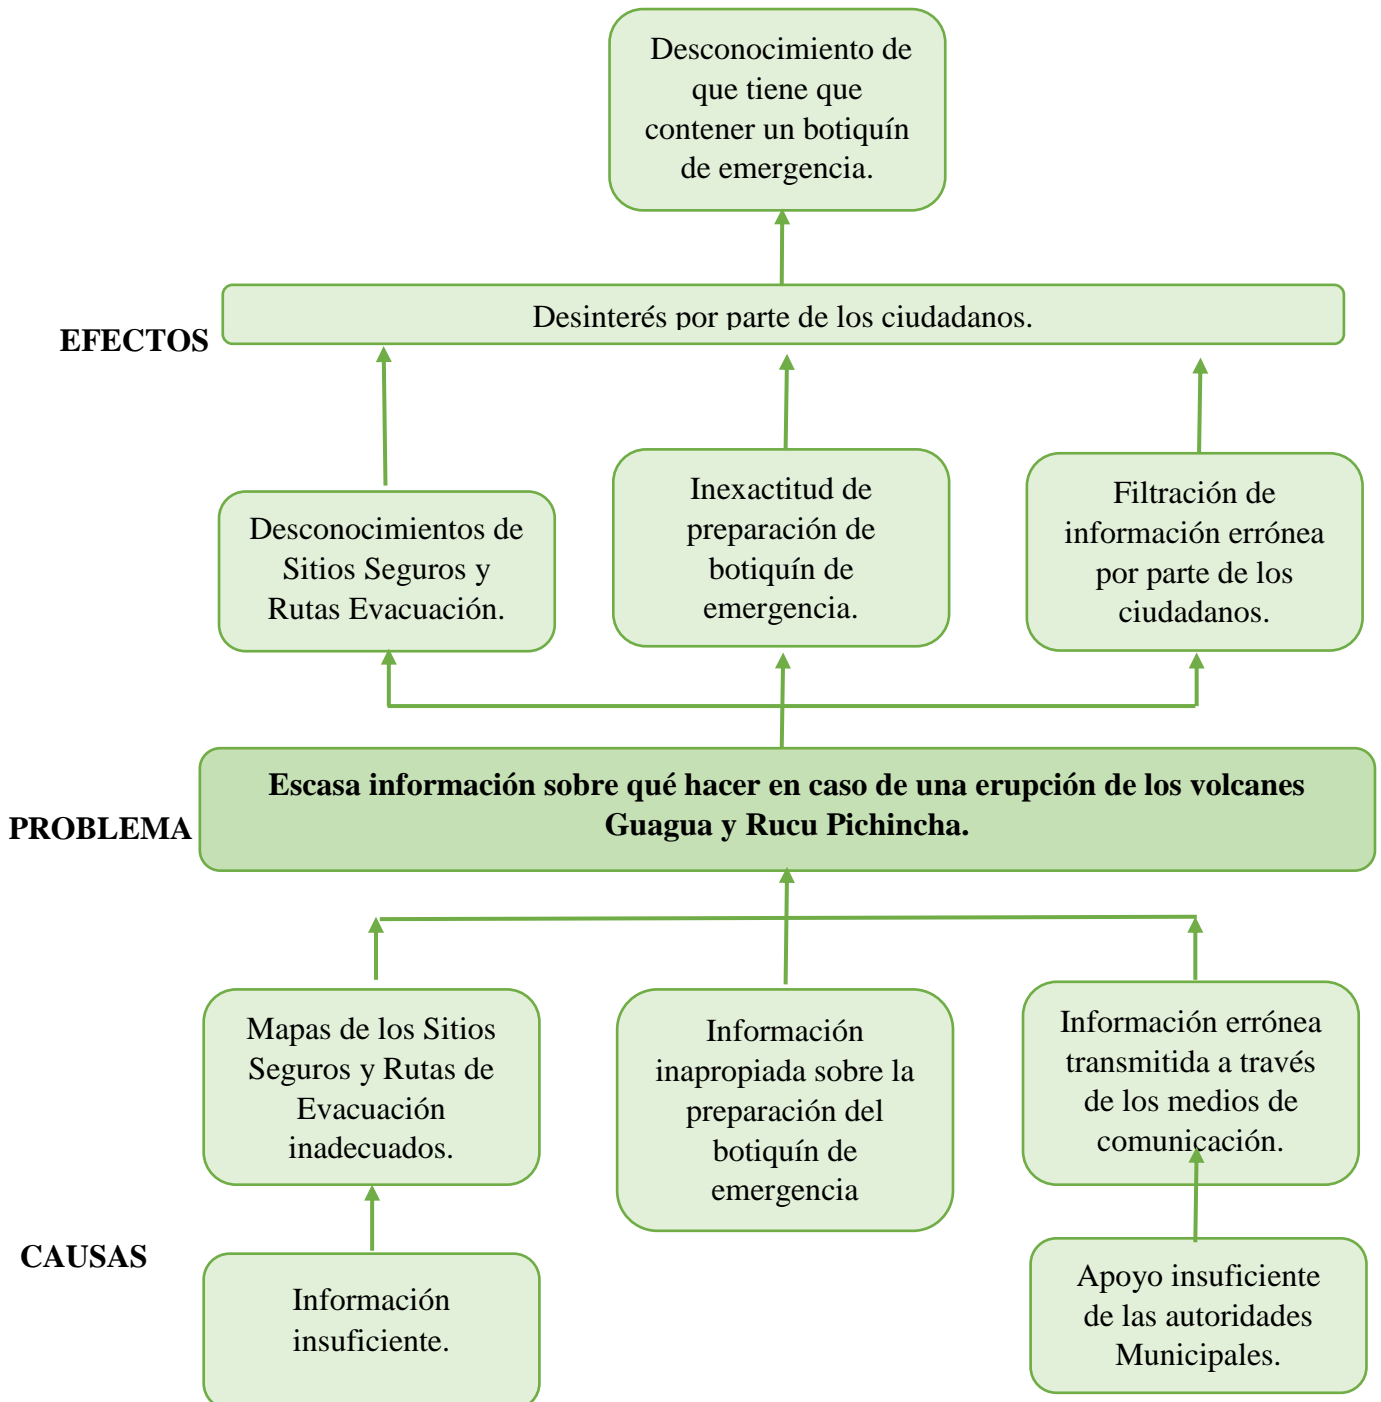 Desconocimiento de
que tiene que
contener un botiquín
de emergencia.
Desinterés por parte de los ciudadanos.
EFECTOS
Desconocimientos de
Sitios Seguros y
Rutas Evacuación.
Inexactitud de
preparación de
botiquín de
emergencia.
Filtración de
información errónea
por parte de los
ciudadanos.
Escasa información sobre qué hacer en caso de una erupción de los volcanes
Guagua y Rucu Pichincha.
PROBLEMA
Mapas de los Sitios
Seguros y Rutas de
Evacuación
inadecuados.
Información
inapropiada sobre la
preparación del
botiquín de
emergencia
Información errónea
transmitida a través
de los medios de
comunicación.
CAUSAS
Información
insuficiente.
Apoyo insuficiente
de las autoridades
Municipales.